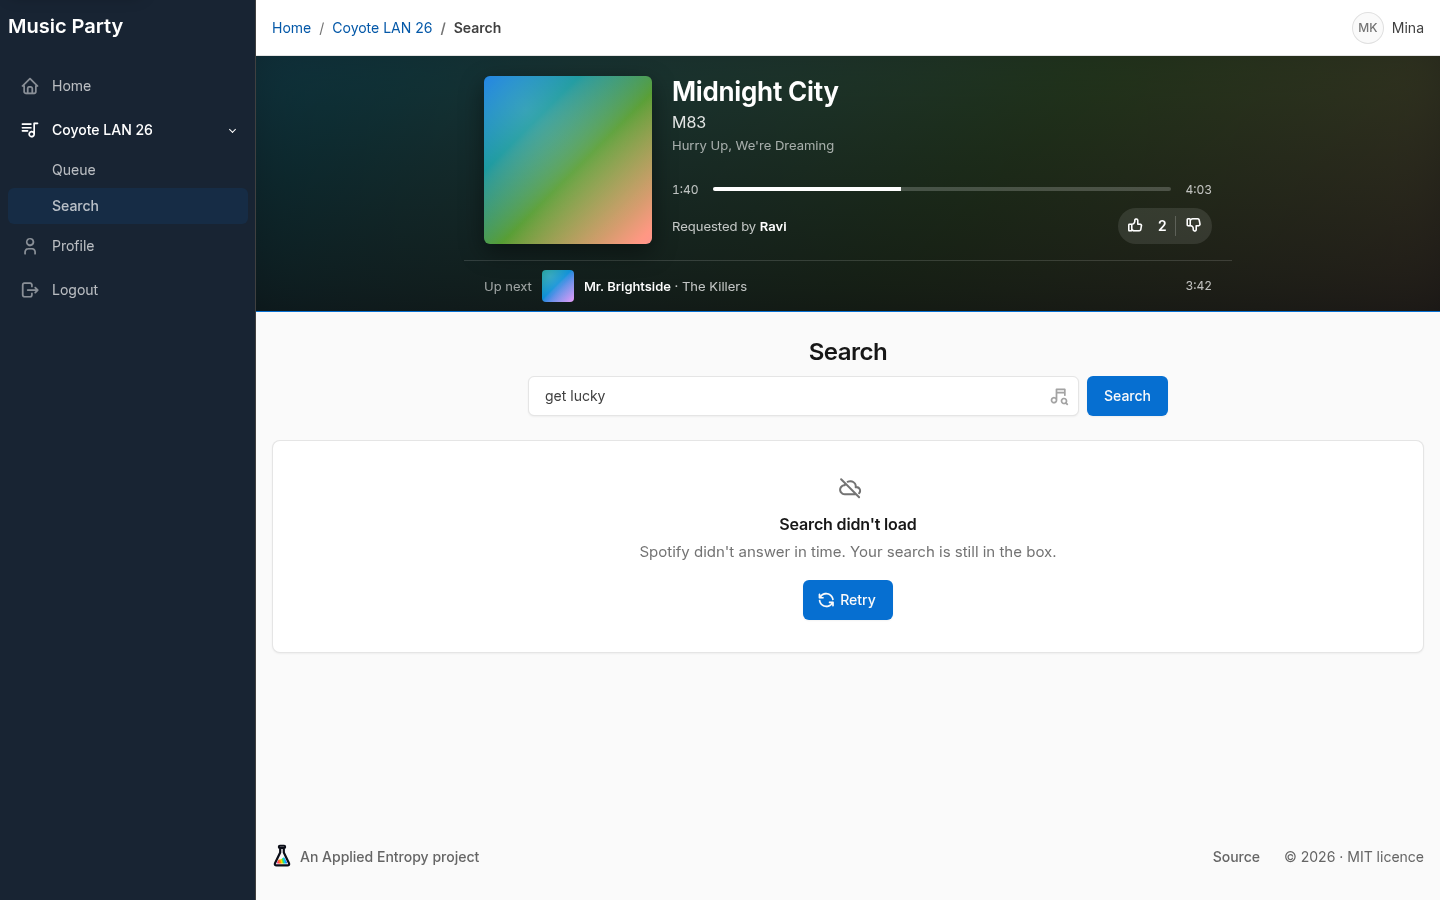 Music Party
Home
Coyote LAN 26
Queue
Search
Profile
Logout
Home / Coyote LAN 26 / Search
MK Mina
Midnight City
M83
Hurry Up, We're Dreaming
1:40 4:03
Requested by Ravi
2
Up next Mr. Brightside · The Killers 3:42
Search
get lucky Search
Search didn't load
Spotify didn't answer in time. Your search is still in the box.
Retry
An Applied Entropy project
Source © 2026 · MIT licence